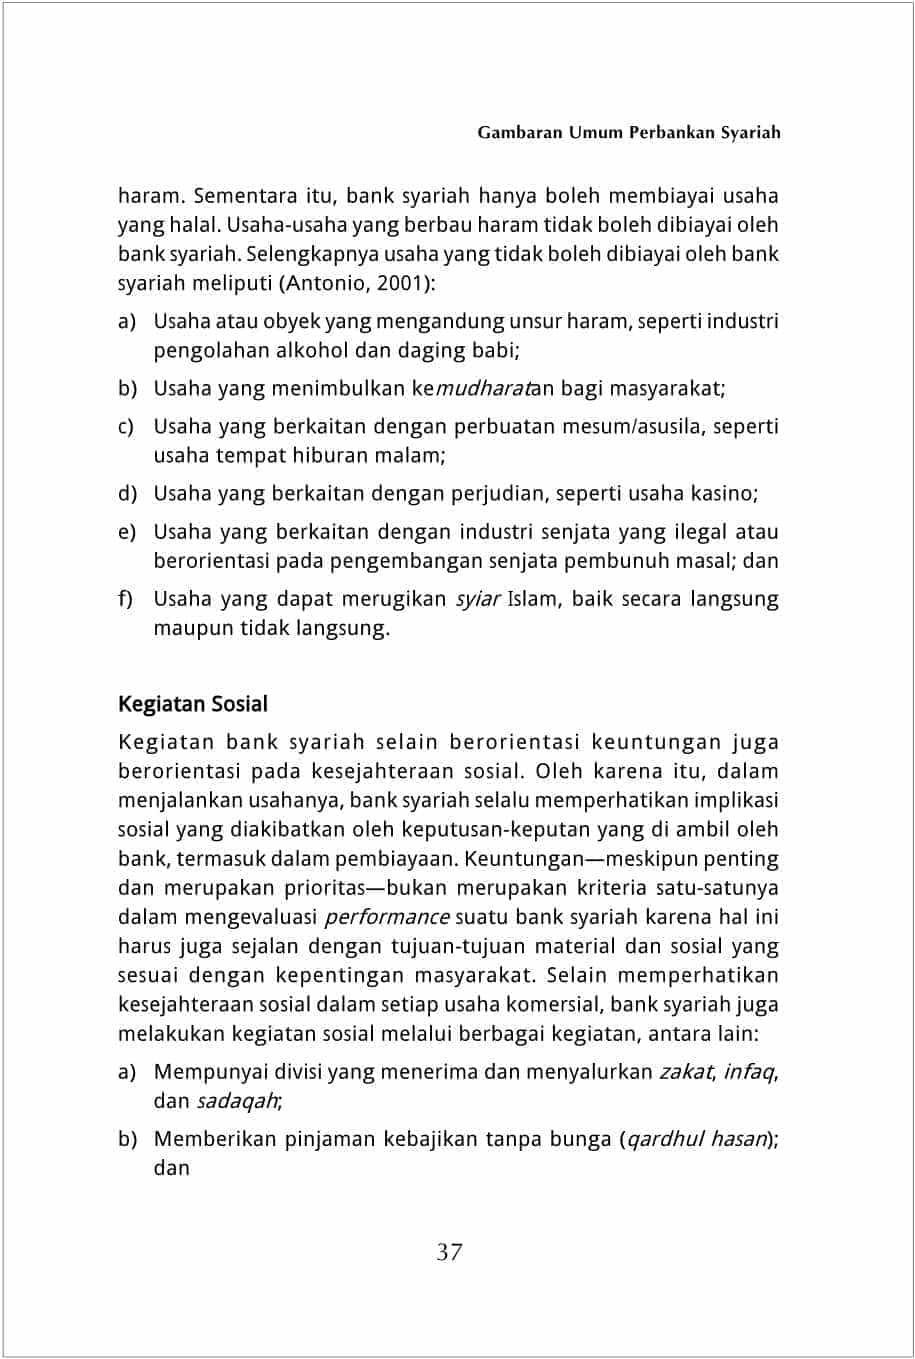 Gambaran Umum Perbankan Syariah
haram. Sementara itu, bank syariah hanya boleh membiayai usaha
yang halal. Usaha-usaha yang berbau haram tidak boleh dibiayai oleh
bank syariah. Selengkapnya usaha yang tidak boleh dibiayai oleh bank
syariah meliputi (Antonio, 2001):
a) Usaha atau obyek yang mengandung unsur haram, seperti industri
pengolahan alkohol dan daging babi;
b) Usaha yang menimbulkan kemudharatan bagi masyarakat;
c) Usaha yang berkaitan dengan perbuatan mesum/asusila, seperti
usaha tempat hiburan malam;
d) Usaha yang berkaitan dengan perjudian, seperti usaha kasino;
e) Usaha yang berkaitan dengan industri senjata yang ilegal atau
berorientasi pada pengembangan senjata pembunuh masal; dan
f) Usaha yang dapat merugikan syiar Islam, baik secara langsung
maupun tidak langsung.
Kegiatan Sosial
Kegiatan bank syariah selain berorientasi keuntungan juga
berorientasi pada kesejahteraan sosial. Oleh karena itu, dalam
menjalankan usahanya, bank syariah selalu memperhatikan implikasi
sosial yang diakibatkan oleh keputusan-keputan yang di ambil oleh
bank, termasuk dalam pembiayaan. Keuntungan—meskipun penting
dan merupakan prioritas—bukan merupakan kriteria satu-satunya
dalam mengevaluasi performance suatu bank syariah karena hal ini
harus juga sejalan dengan tujuan-tujuan material dan sosial yang
sesuai dengan kepentingan masyarakat. Selain memperhatikan
kesejahteraan sosial dalam setiap usaha komersial, bank syariah juga
melakukan kegiatan sosial melalui berbagai kegiatan, antara lain:
a) Mempunyai divisi yang menerima dan menyalurkan zakat, infaq,
dan sadaqah;
b) Memberikan pinjaman kebajikan tanpa bunga (qardhul hasan);
dan
37